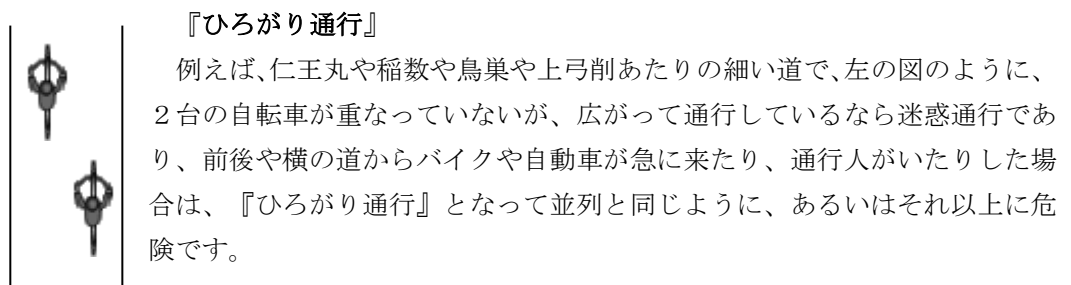 『ひろがり通行』
例えば、仁王丸や稲数や鳥巣や上弓削あたりの細い道で、左の図のように、
２台の自転車が重なっていないが、広がって通行しているなら迷惑通行であ
り、前後や横の道からバイクや自動車が急に来たり、通行人がいたりした場
合は、『ひろがり通行』となって並列と同じように、あるいはそれ以上に危
険です。